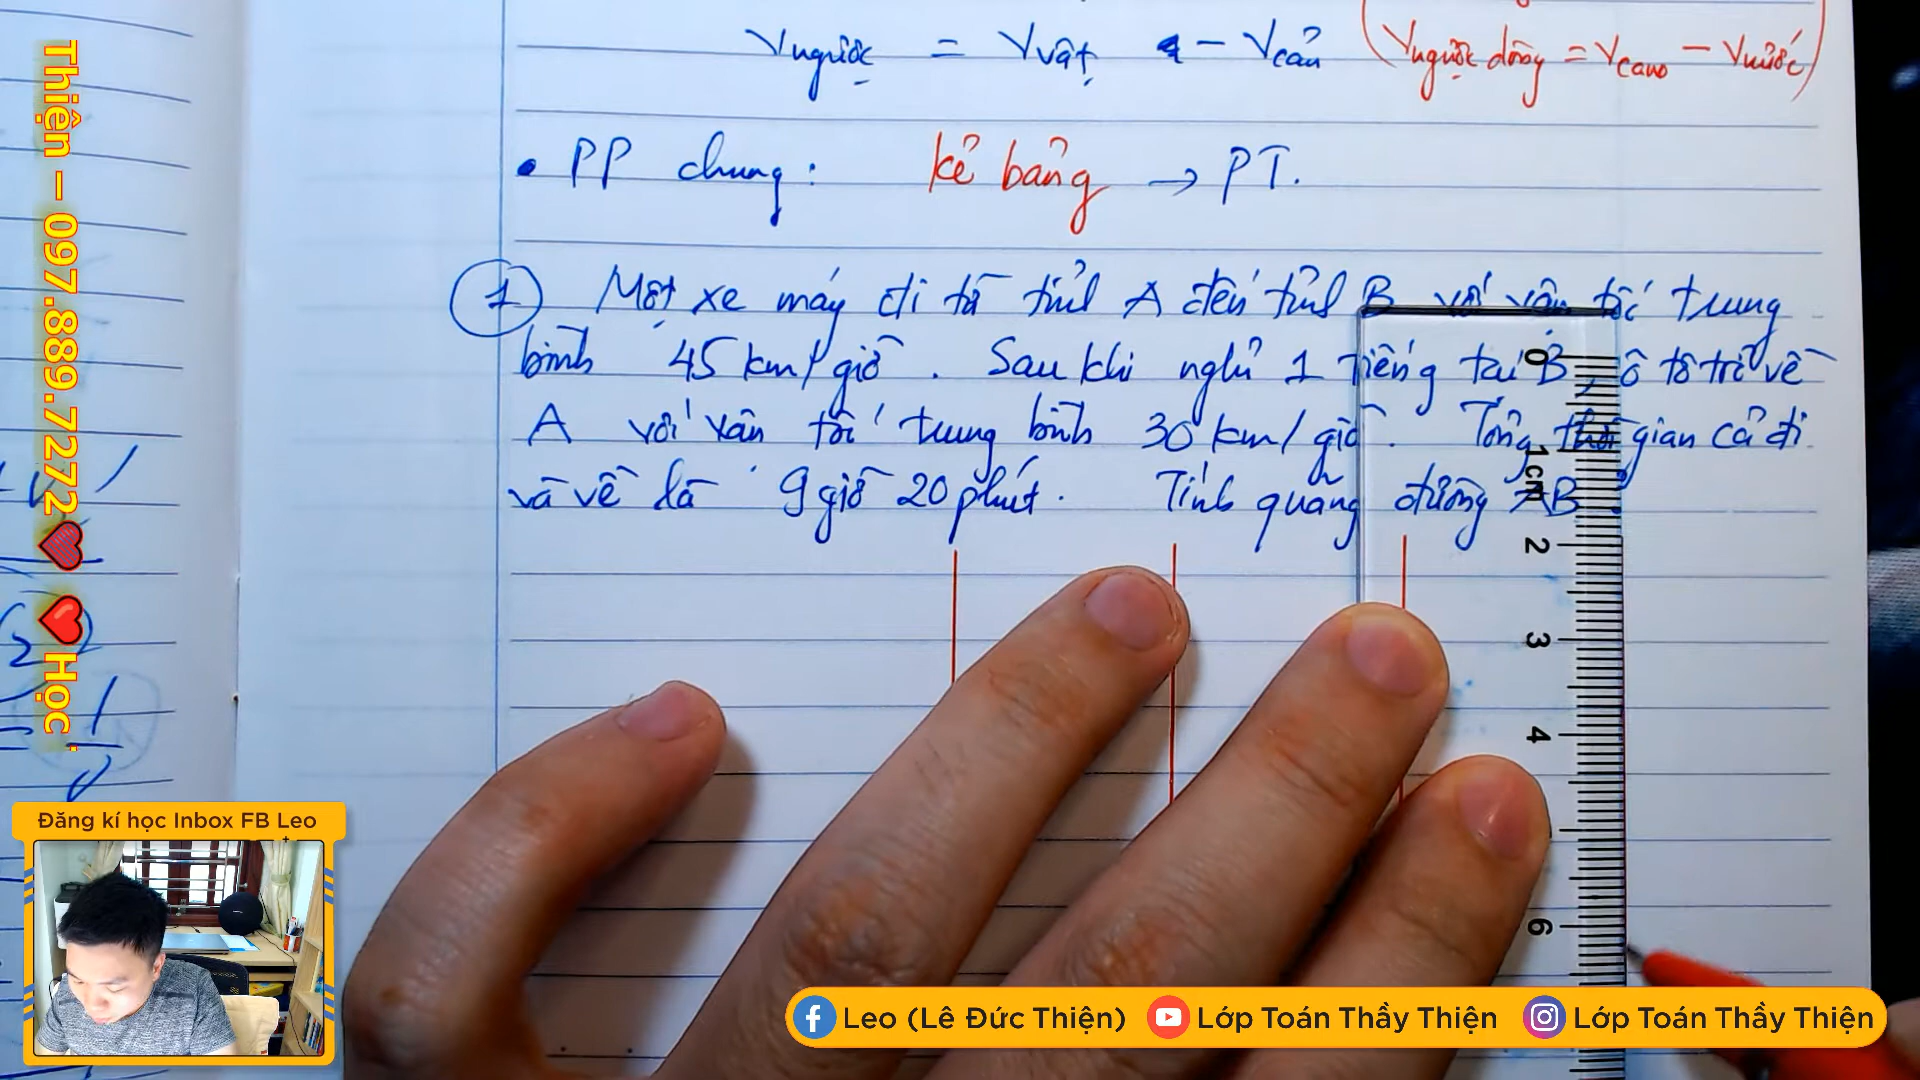 Vngược = Vvật - Vcản (Vngược dòng = Vcano - Vnước)
• PP chung: kẻ bảng → PT.
1 Một xe máy đi từ tỉnh A đến tỉnh B với vận tốc trung
bình 45 km/giờ. Sau khi nghỉ 1 tiếng tại B, ô tô trở về
A với vận tốc trung bình 30 km/giờ. Tổng thời gian cả đi
và về là 9 giờ 20 phút. Tính quãng đường AB.
0
1cm
2
3
4
6
Thiện – 097.889.7272❤️ ❤️Học
Đăng kí học Inbox FB Leo
Leo (Lê Đức Thiện) Lớp Toán Thầy Thiện Lớp Toán Thầy Thiện